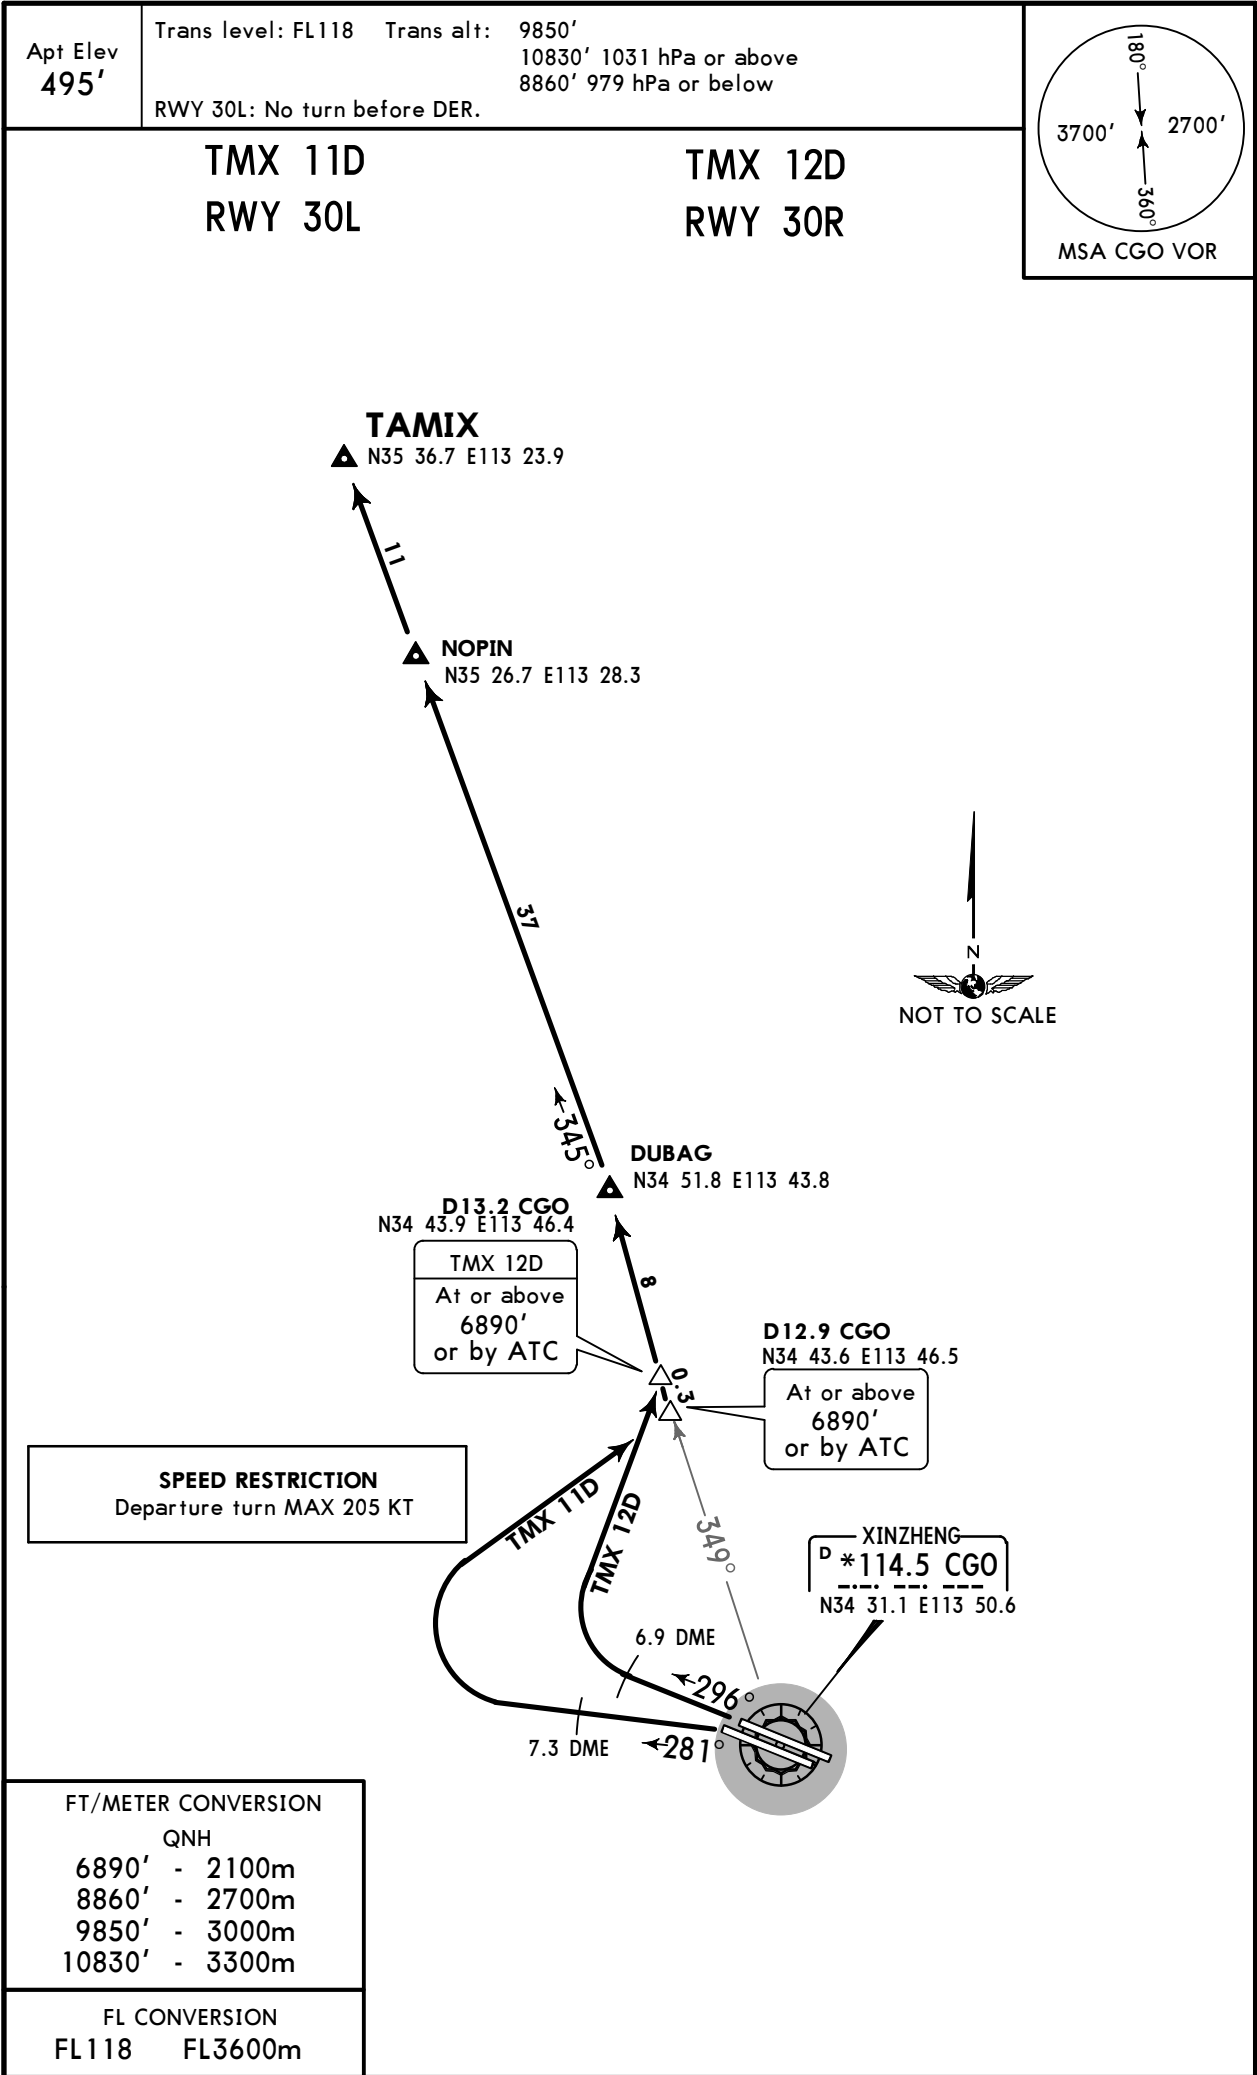 Apt Elev
495'
Trans level: FL118 Trans alt: 9850'
10830' 1031 hPa or above
8860' 979 hPa or below
RWY 30L: No turn before DER.
180°
3700' 2700'
360°
MSA CGO VOR
TMX 11D
RWY 30L
TMX 12D
RWY 30R
TAMIX
N35 36.7 E113 23.9
11
NOPIN
N35 26.7 E113 28.3
37
N
NOT TO SCALE
345°
DUBAG
N34 51.8 E113 43.8
D13.2 CGO
N34 43.9 E113 46.4
TMX 12D
At or above
6890'
or by ATC
8
0.3
D12.9 CGO
N34 43.6 E113 46.5
At or above
6890'
or by ATC
SPEED RESTRICTION
Departure turn MAX 205 KT
TMX 11D
TMX 12D
349°
XINZHENG
D *114.5 CGO
N34 31.1 E113 50.6
6.9 DME
296°
7.3 DME
281°
FT/METER CONVERSION
QNH
6890' - 2100m
8860' - 2700m
9850' - 3000m
10830' - 3300m
FL CONVERSION
FL118 FL3600m